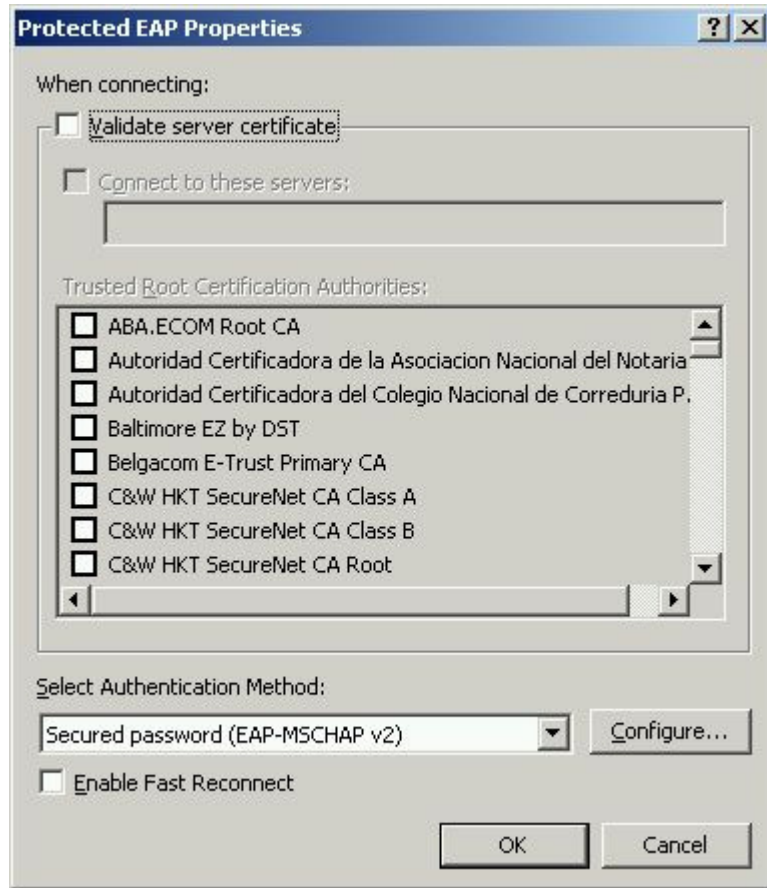 Protected EAP Properties
When connecting:
Validate server certificate
Connect to these servers:
Trusted Root Certification Authorities:
ABA.ECOM Root CA
Autoridad Certificadora de la Asociacion Nacional del Notaria
Autoridad Certificadora del Colegio Nacional de Correduria P.
Baltimore EZ by DST
Belgacom E-Trust Primary CA
C&W HKT SecureNet CA Class A
C&W HKT SecureNet CA Class B
C&W HKT SecureNet CA Root
Select Authentication Method:
Secured password (EAP-MSCHAP v2)
Configure...
Enable Fast Reconnect
OK Cancel